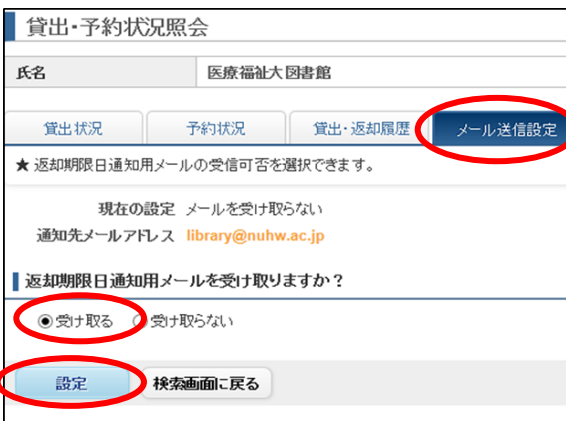 貸出・予約状況照会
氏名 医療福祉大図書館
貸出状況 予約状況 貸出・返却履歴 メール送信設定
★ 返却期限日通知用メールの受信可否を選択できます。
現在の設定 メールを受け取らない
通知先メールアドレス library@nuhw.ac.jp
返却期限日通知用メールを受け取りますか？
受け取る 受け取らない
設定 検索画面に戻る